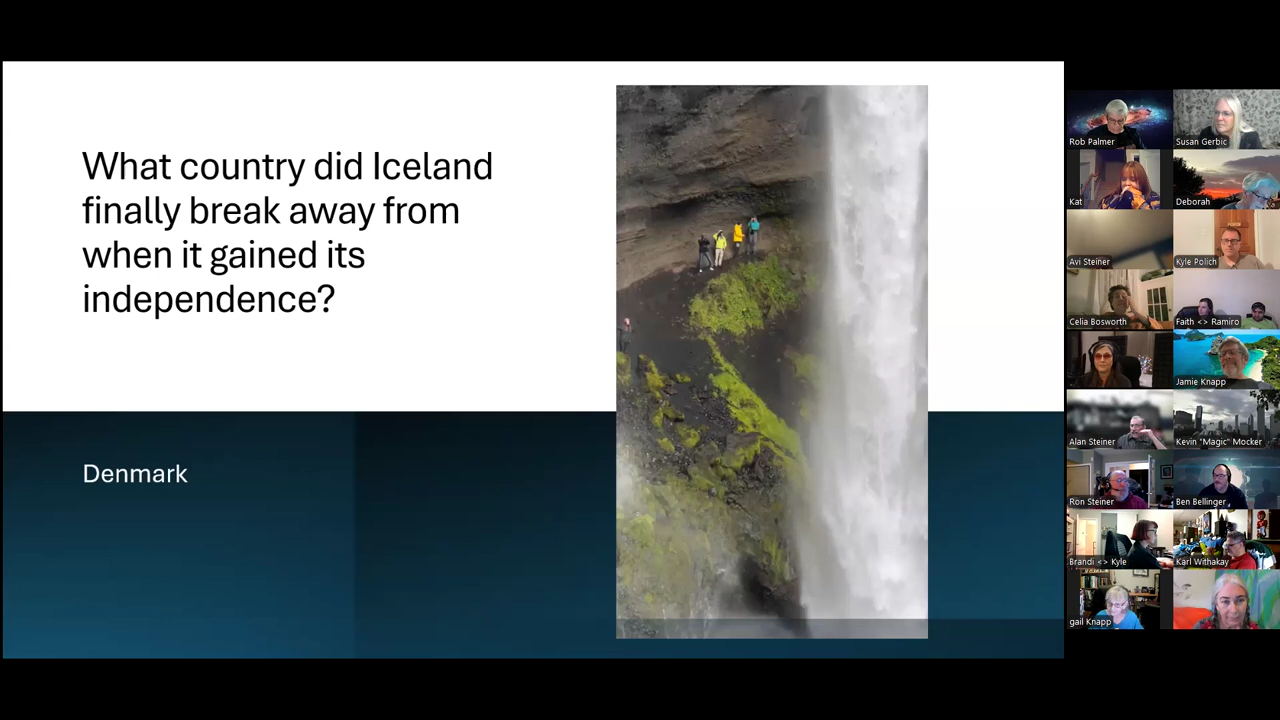 What country did Iceland
finally break away from
when it gained its
independence?
Denmark
Rob Palmer
Susan Gerbic
Kat
Deborah
Avi Steiner
Kyle Polich
Celia Bosworth
Faith <> Ramiro
Jamie Knapp
Alan Steiner
Kevin "Magic" Mocker
Ron Steiner
Ben Bellinger
Brandi <> Kyle
Karl Withakay
gail Knapp